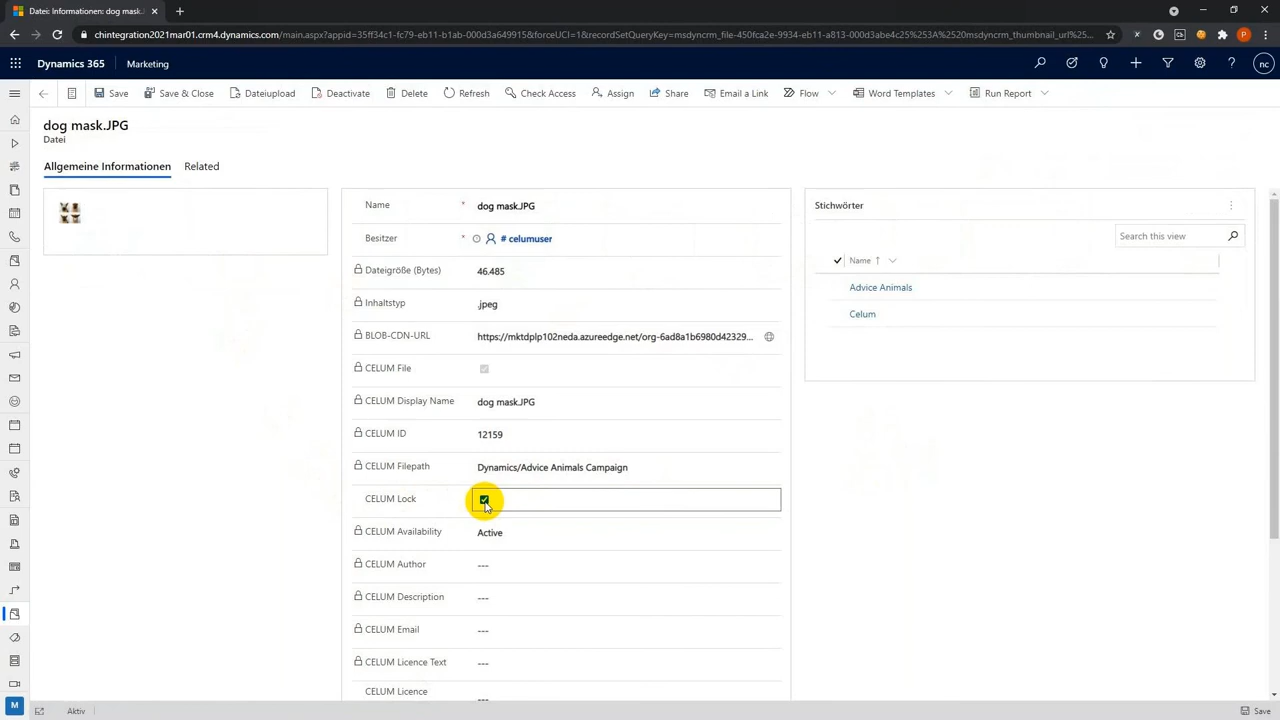 Datei: Informationen: dog mask.J
chintegration2021mar01.crm4.dynamics.com/main.aspx?appid=35ff34c1-fc79-eb11-b1ab-000d3a649915&forceUCI=1&recordSetQueryKey=msdyncrm_file-450fca2e-9934-eb11-a813-000d3abe4c25%253A%2520msdyncrm_thumbnail_url%25...
P
Dynamics 365
Marketing
nc
Save
Save & Close
Dateiupload
Deactivate
Delete
Refresh
Check Access
Assign
Share
Email a Link
Flow
Word Templates
Run Report
dog mask.JPG
Datei
Allgemeine Informationen
Related
Name * dog mask.JPG
Besitzer * # celumuser
Dateigröße (Bytes) 46.485
Inhaltstyp .jpeg
BLOB-CDN-URL https://mktdplp102neda.azureedge.net/org-6ad8a1b6980d42329...
CELUM File
CELUM Display Name dog mask.JPG
CELUM ID 12159
CELUM Filepath Dynamics/Advice Animals Campaign
CELUM Lock
CELUM Availability Active
CELUM Author ---
CELUM Description ---
CELUM Email ---
CELUM Licence Text ---
CELUM Licence ---
Stichwörter
Search this view
Name ↑
Advice Animals
Celum
M
Aktiv
Save